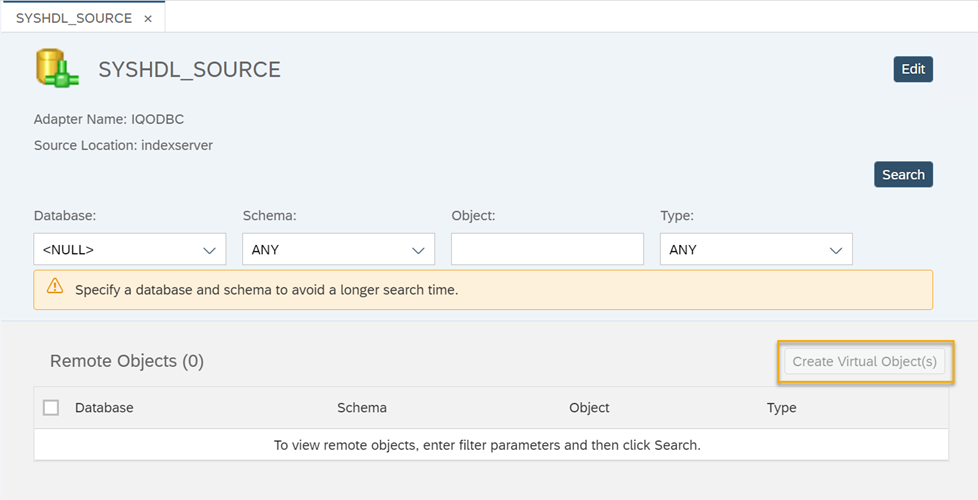 SYSHDL_SOURCE ×
SYSHDL_SOURCE
Edit
Adapter Name: IQODBC
Source Location: indexserver
Search
Database: Schema: Object: Type:
<NULL> ANY ANY
Specify a database and schema to avoid a longer search time.
Remote Objects (0) Create Virtual Object(s)
Database Schema Object Type
To view remote objects, enter filter parameters and then click Search.